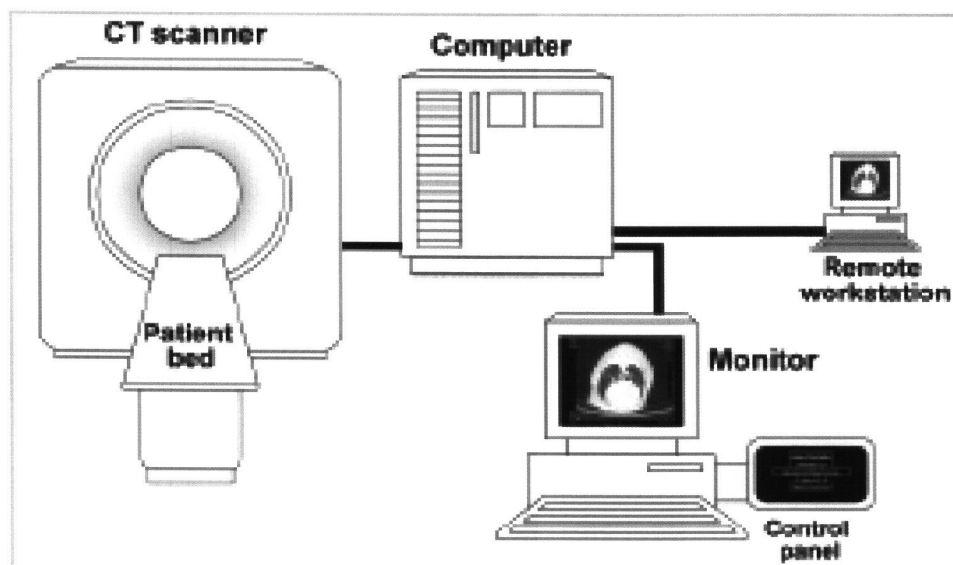 CT scanner
Computer
Patient
bed
Remote
workstation
Monitor
Control
panel